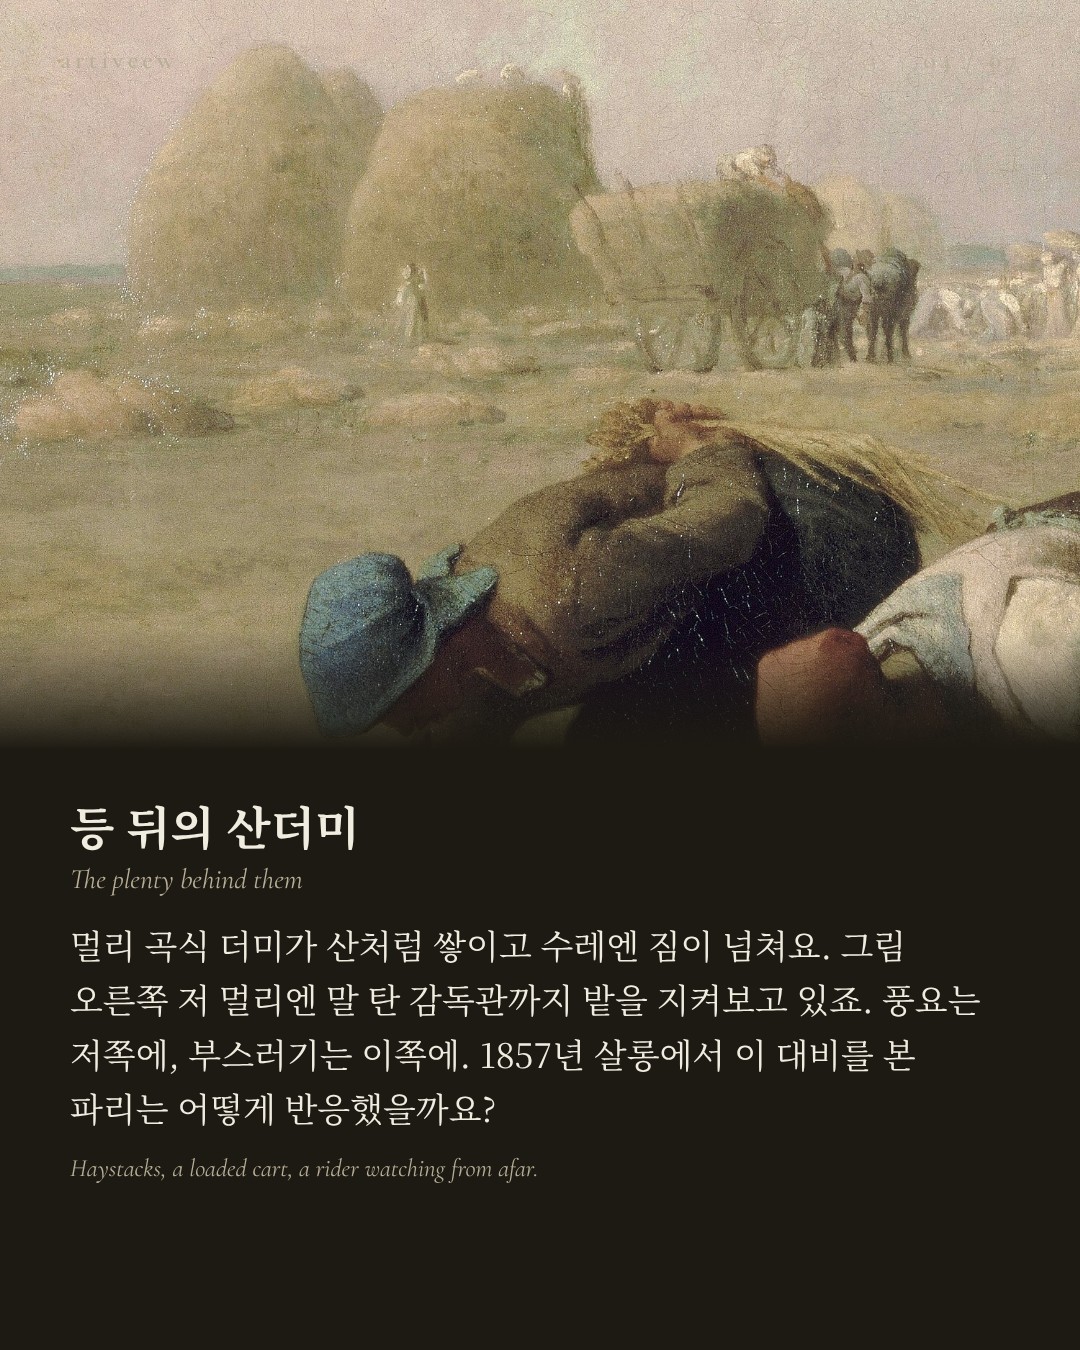 artiveew
등 뒤의 산더미
The plenty behind them
멀리 곡식 더미가 산처럼 쌓이고 수레엔 짐이 넘쳐요. 그림
오른쪽 저 멀리엔 말 탄 감독관까지 밭을 지켜보고 있죠. 풍요는
저쪽에, 부스러기는 이쪽에. 1857년 살롱에서 이 대비를 본
파리는 어떻게 반응했을까요?
Haystacks, a loaded cart, a rider watching from afar.